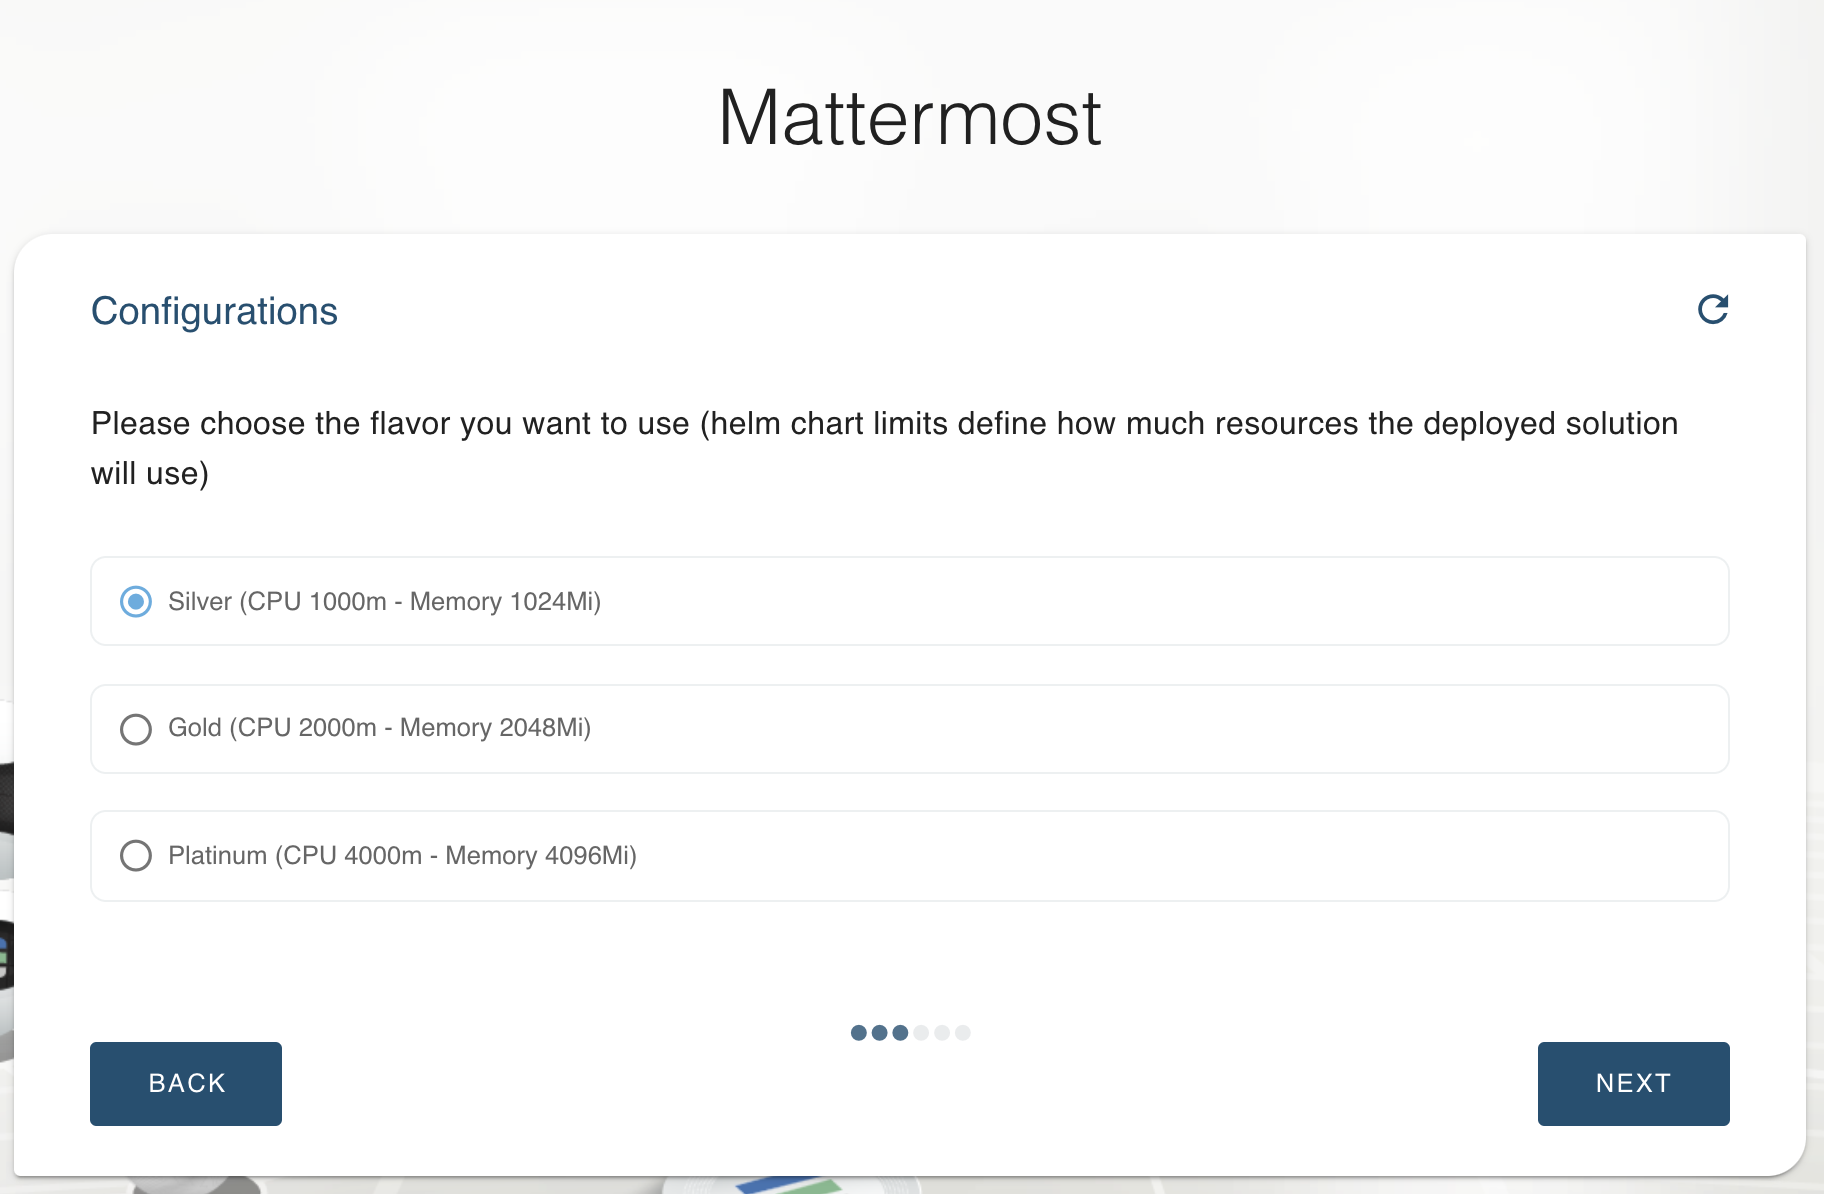 Mattermost
Configurations
Please choose the flavor you want to use (helm chart limits define how much resources the deployed solution
will use)
Silver (CPU 1000m - Memory 1024Mi)
Gold (CPU 2000m - Memory 2048Mi)
Platinum (CPU 4000m - Memory 4096Mi)
BACK
NEXT